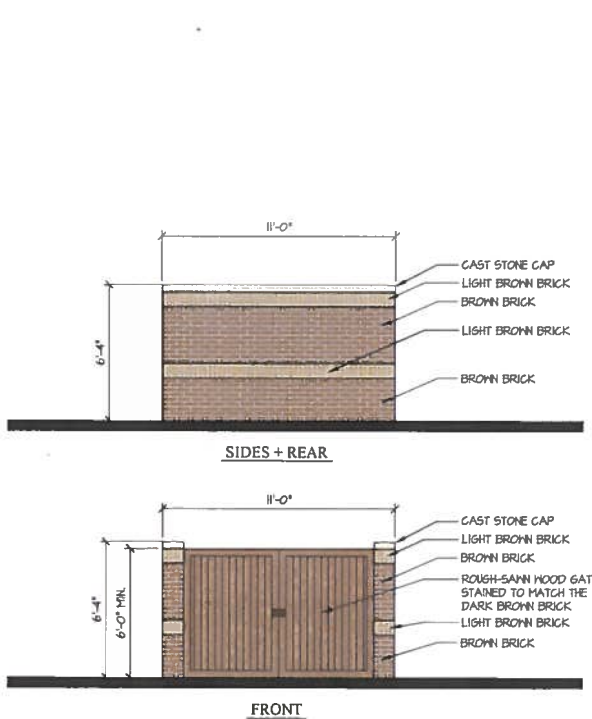 11'-0"
CAST STONE CAP
LIGHT BROWN BRICK
BROWN BRICK
LIGHT BROWN BRICK
6'-4"
BROWN BRICK
SIDES + REAR
11'-0"
CAST STONE CAP
LIGHT BROWN BRICK
BROWN BRICK
ROUGH-SAWN WOOD GAT
STAINED TO MATCH THE
DARK BROWN BRICK
6'-4"
6'-0" MIN.
LIGHT BROWN BRICK
BROWN BRICK
FRONT